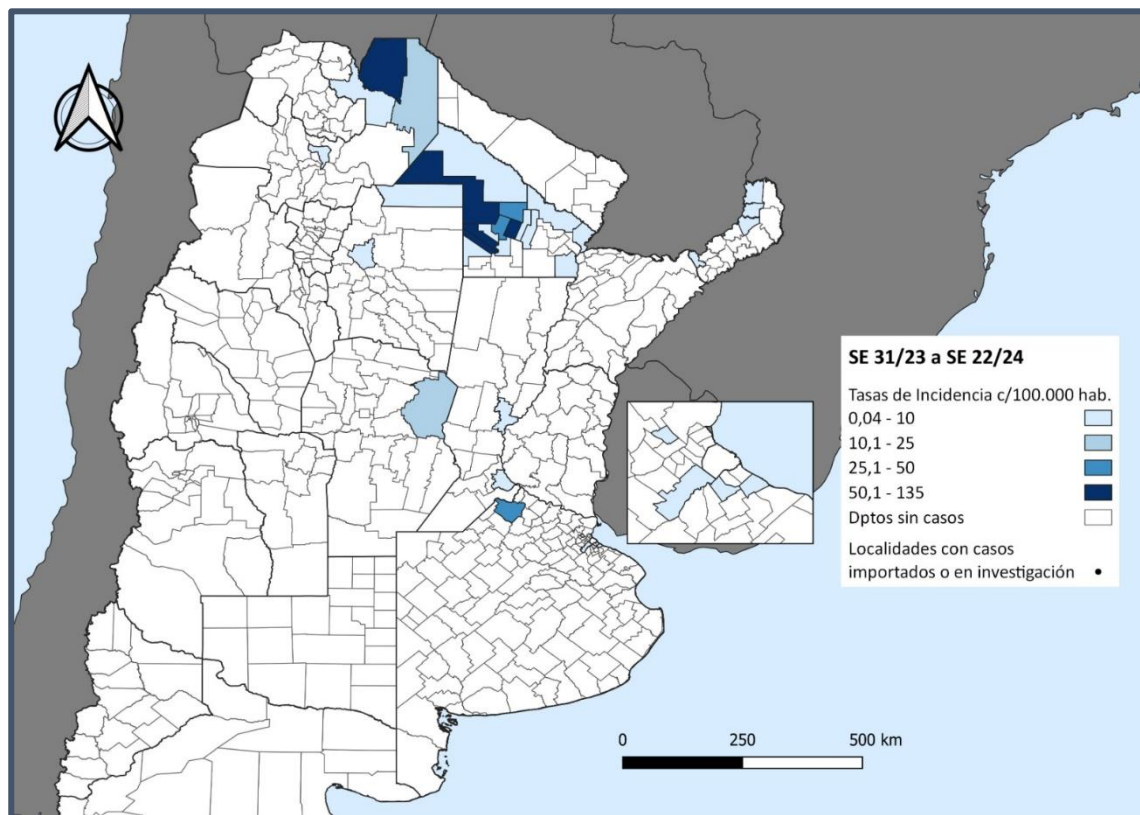 SE 31/23 a SE 22/24
Tasas de Incidencia c/100.000 hab.
0,04 - 10
10,1 - 25
25,1 - 50
50,1 - 135
Dptos sin casos
Localidades con casos
importados o en investigación
0 250 500 km